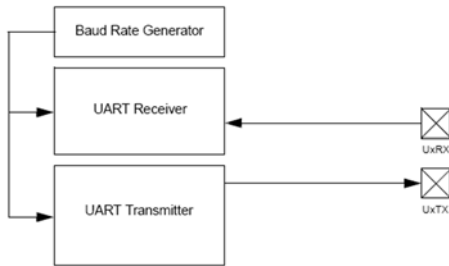 Baud Rate Generator
UART Receiver
UxRX
UART Transmitter
UxTX